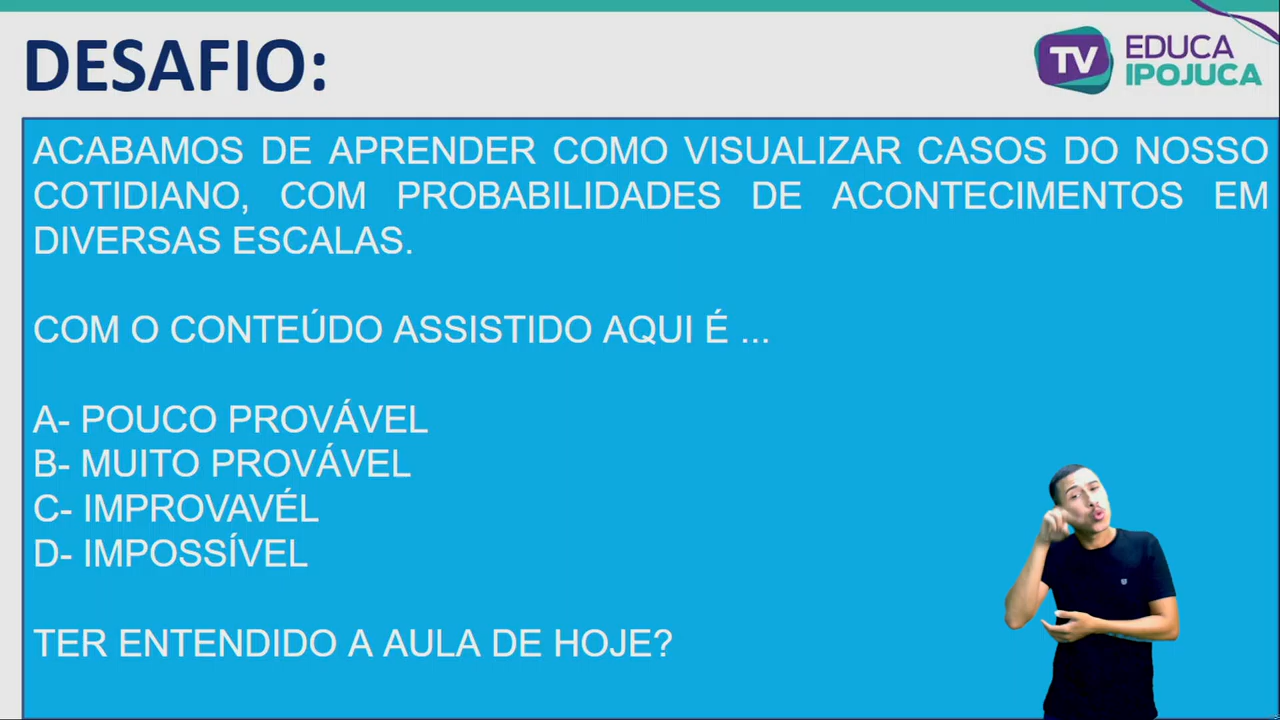 DESAFIO:
TV EDUCA
IPOJUCA
ACABAMOS DE APRENDER COMO VISUALIZAR CASOS DO NOSSO
COTIDIANO, COM PROBABILIDADES DE ACONTECIMENTOS EM
DIVERSAS ESCALAS.
COM O CONTEÚDO ASSISTIDO AQUI É ...
A- POUCO PROVÁVEL
B- MUITO PROVÁVEL
C- IMPROVAVÉL
D- IMPOSSÍVEL
TER ENTENDIDO A AULA DE HOJE?